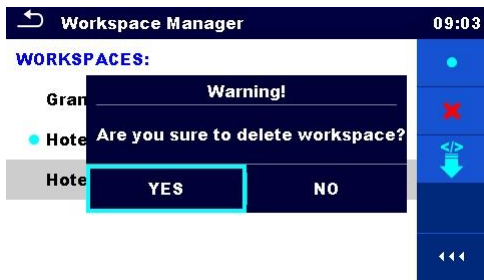 Workspace Manager 09:03
WORKSPACES:
Gran
Hote
Hote
Warning!
Are you sure to delete workspace?
YES NO